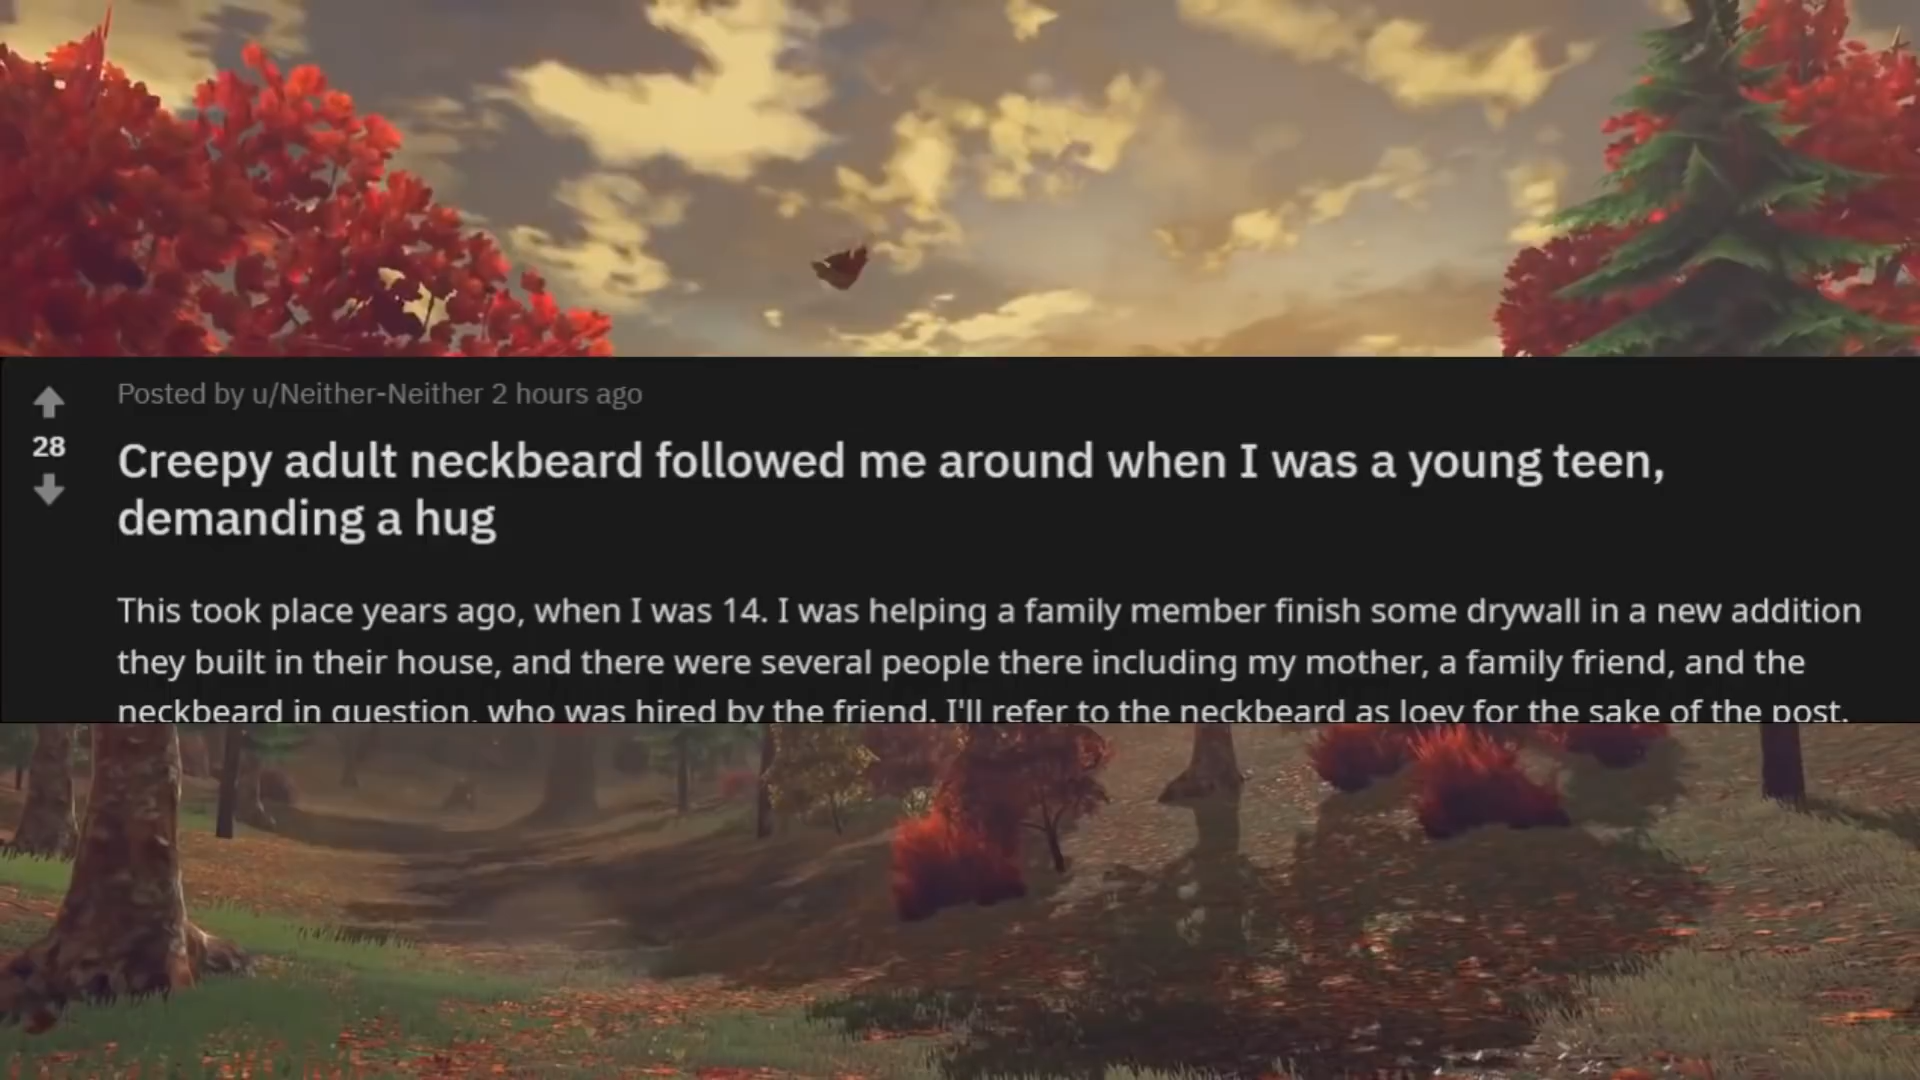 Posted by u/Neither-Neither 2 hours ago
28
Creepy adult neckbeard followed me around when I was a young teen,
demanding a hug
This took place years ago, when I was 14. I was helping a family member finish some drywall in a new addition
they built in their house, and there were several people there including my mother, a family friend, and the
neckbeard in question, who was hired by the friend. I'll refer to the neckbeard as Joey for the sake of the post.